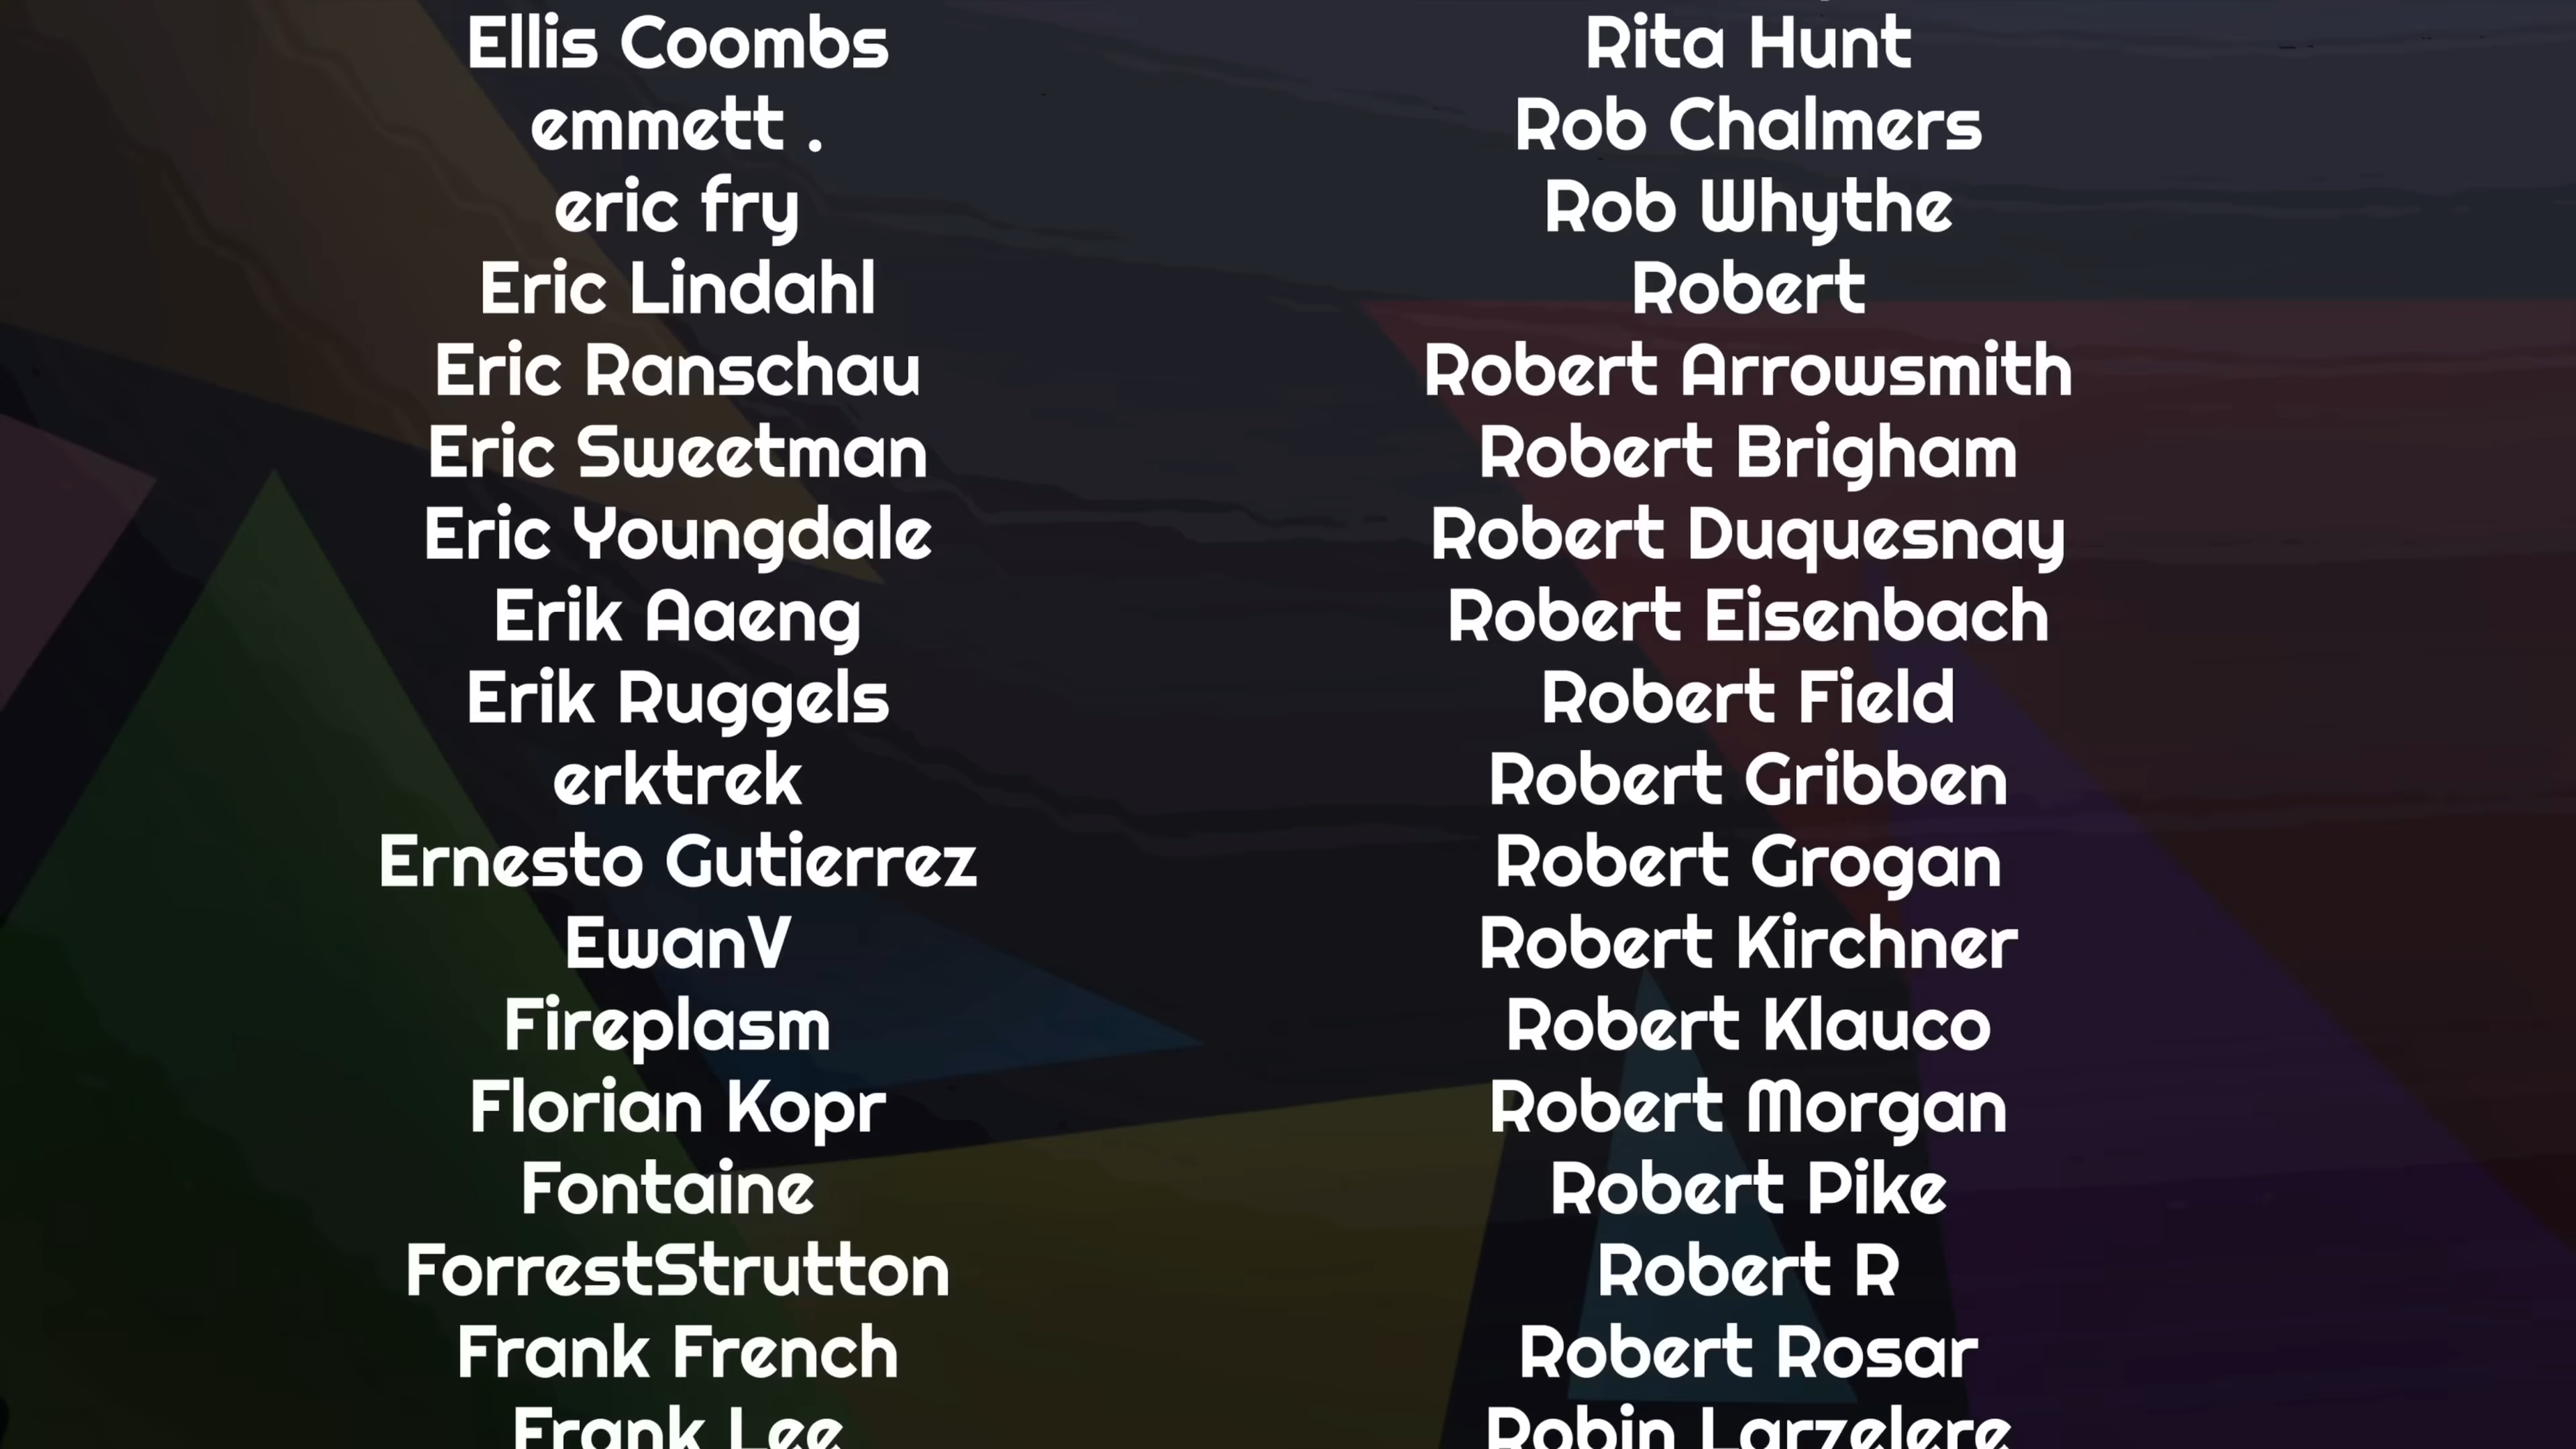 Ellis Coombs
emmett .
eric fry
Eric Lindahl
Eric Ranschau
Eric Sweetman
Eric Youngdale
Erik Aaeng
Erik Ruggels
erktrek
Ernesto Gutierrez
EwanV
Fireplasm
Florian Kopr
Fontaine
ForrestStrutton
Frank French
Frank Lee
Rita Hunt
Rob Chalmers
Rob Whythe
Robert
Robert Arrowsmith
Robert Brigham
Robert Duquesnay
Robert Eisenbach
Robert Field
Robert Gribben
Robert Grogan
Robert Kirchner
Robert Klauco
Robert Morgan
Robert Pike
Robert R
Robert Rosar
Robin Larzelere